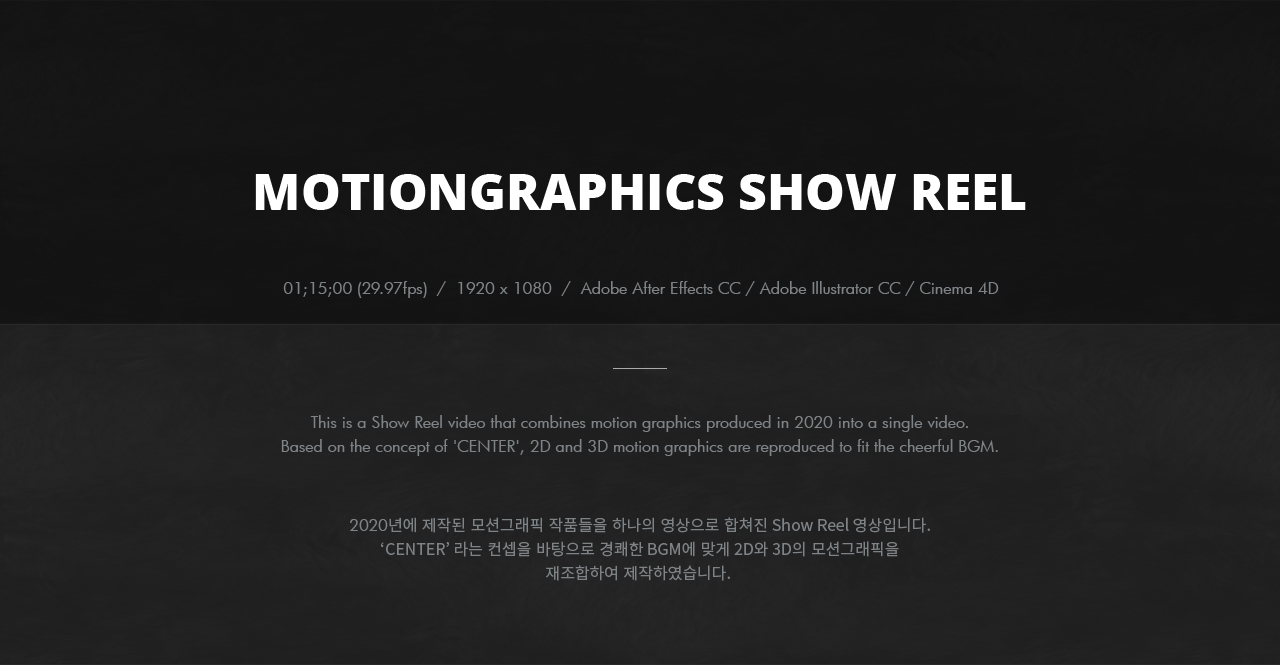 MOTIONGRAPHICS SHOW REEL
01;15;00 (29.97fps) / 1920 x 1080 / Adobe After Effects CC / Adobe Illustrator CC / Cinema 4D
This is a Show Reel video that combines motion graphics produced in 2020 into a single video.
Based on the concept of 'CENTER', 2D and 3D motion graphics are reproduced to fit the cheerful BGM.
2020년에 제작된 모션그래픽 작품들을 하나의 영상으로 합쳐진 Show Reel 영상입니다.
‘CENTER’ 라는 컨셉을 바탕으로 경쾌한 BGM에 맞게 2D와 3D의 모션그래픽을
재조합하여 제작하였습니다.